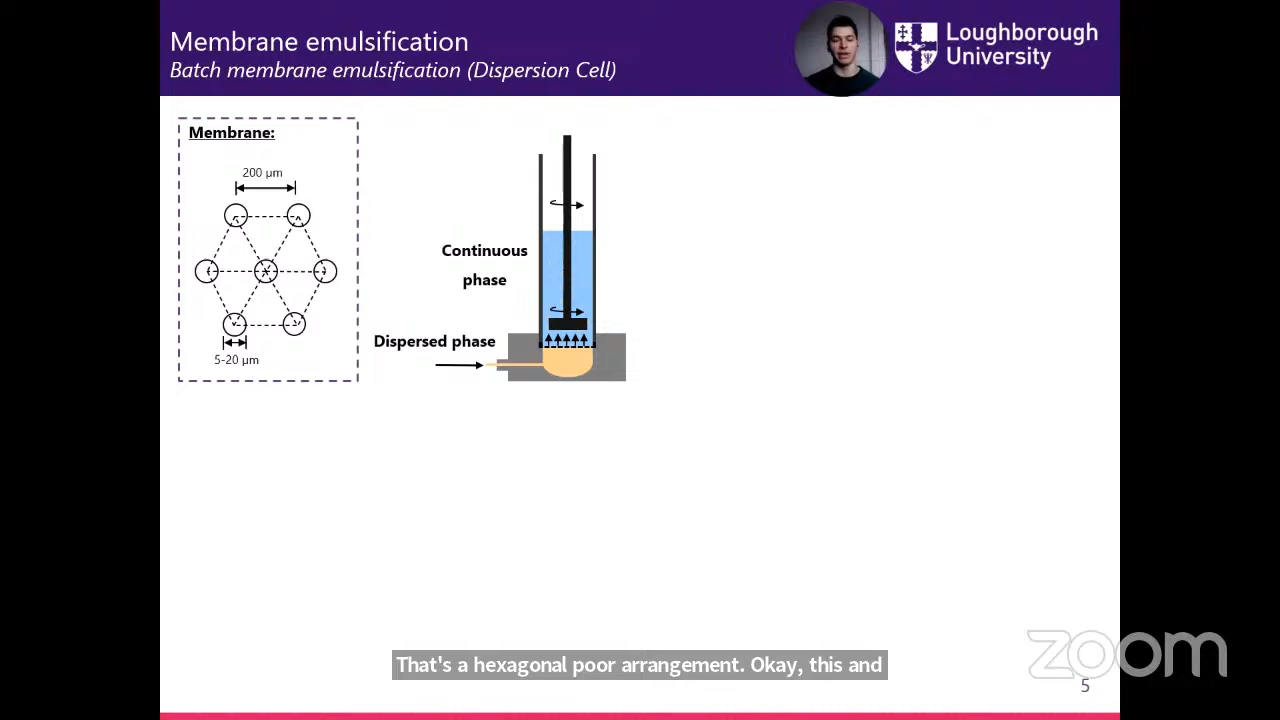 Membrane emulsification
Batch membrane emulsification (Dispersion Cell)
Loughborough
University
Membrane:
200 μm
5-20 μm
Continuous
phase
Dispersed phase
That's a hexagonal poor arrangement. Okay, this and
zoom
5